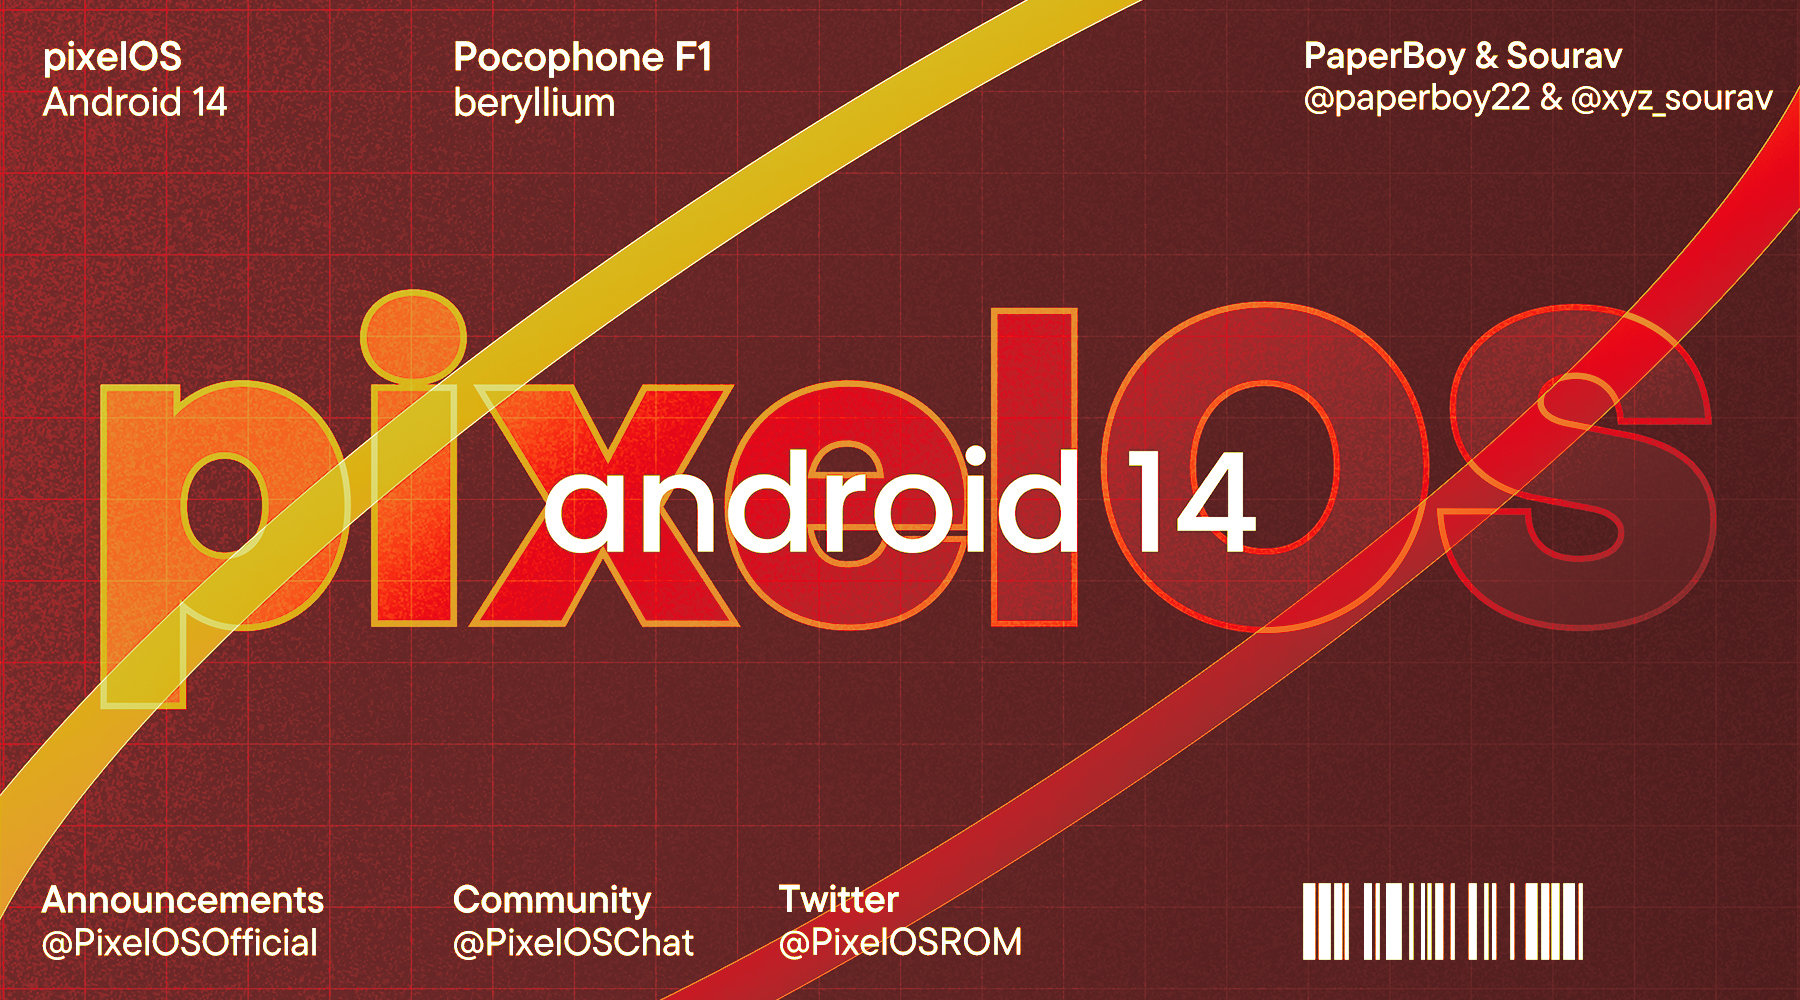 pixelOS
Android 14
Pocophone F1
beryllium
PaperBoy & Sourav
@paperboy22 & @xyz_sourav
pixelOS
android 14
Announcements
@PixelOSOfficial
Community
@PixelOSChat
Twitter
@PixelOSROM